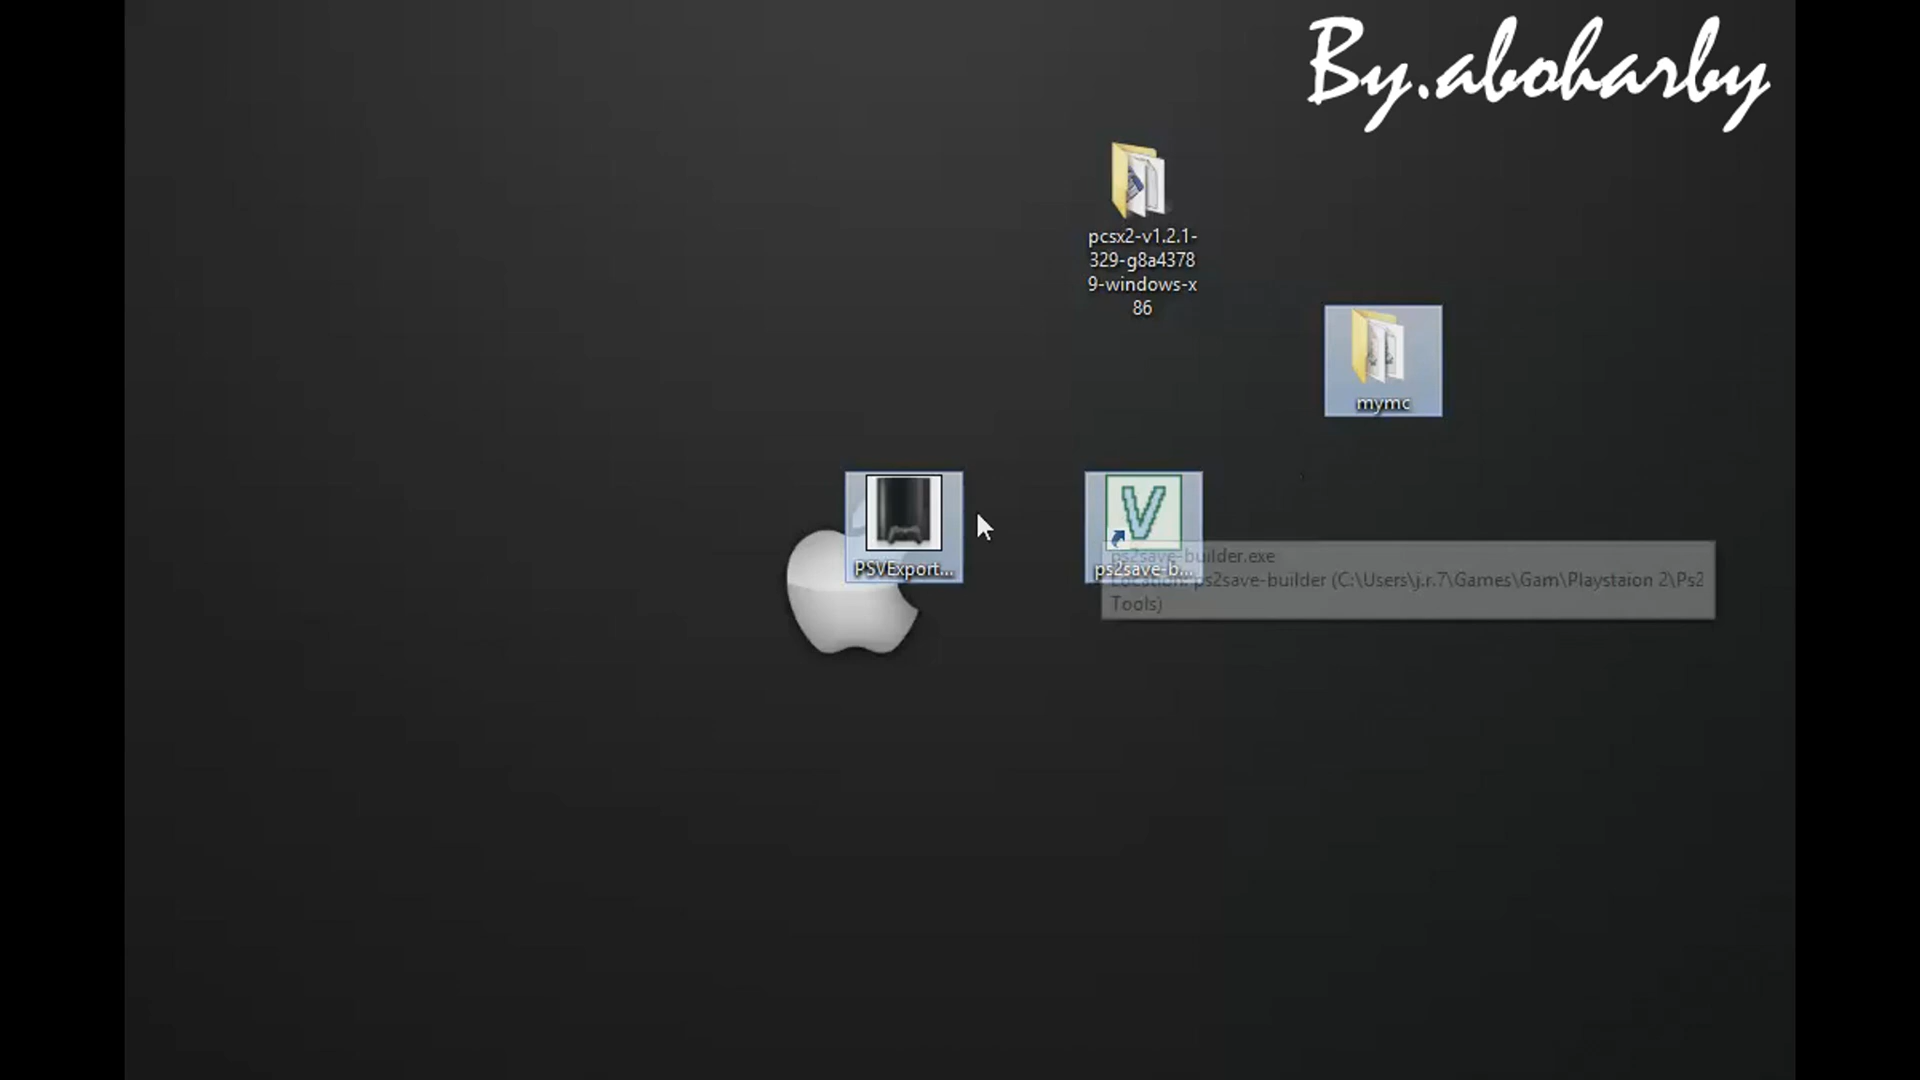 By.aboharby
pcsx2-v1.2.1-
329-g8a4378
9-windows-x
86
mymc
PSVExport...
ps2save-b...
ps2save-builder.exe
Location: ps2save-builder (C:\Users\j.r.7\Games\Gam\Playstaion 2\Ps2
Tools)
V